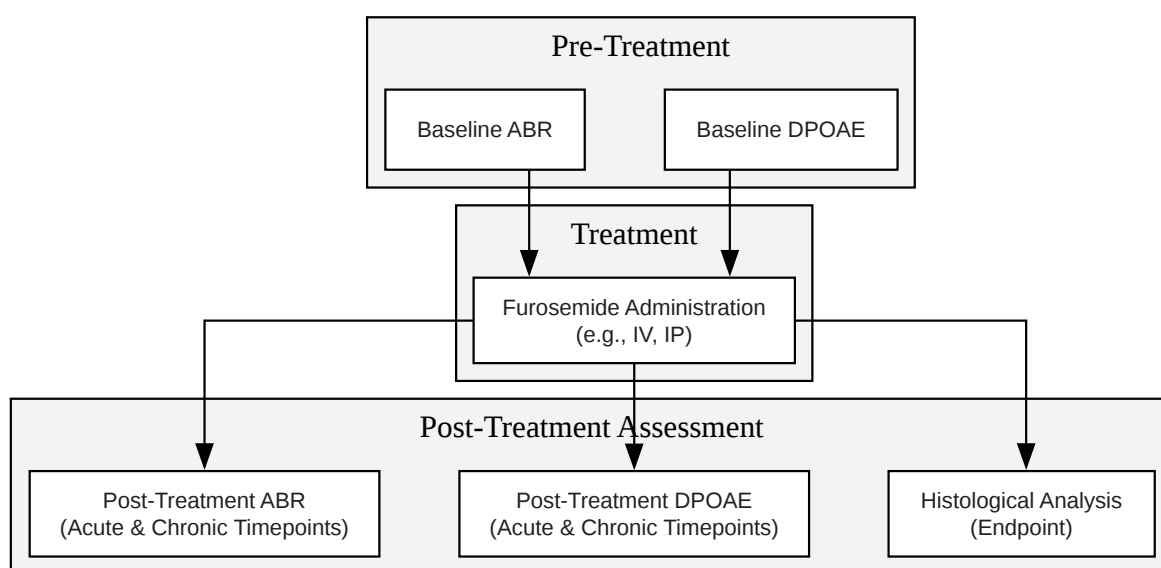 Pre-Treatment
Baseline ABR
Baseline DPOAE
Treatment
Furosemide Administration
(e.g., IV, IP)
Post-Treatment Assessment
Post-Treatment ABR
(Acute & Chronic Timepoints)
Post-Treatment DPOAE
(Acute & Chronic Timepoints)
Histological Analysis
(Endpoint)